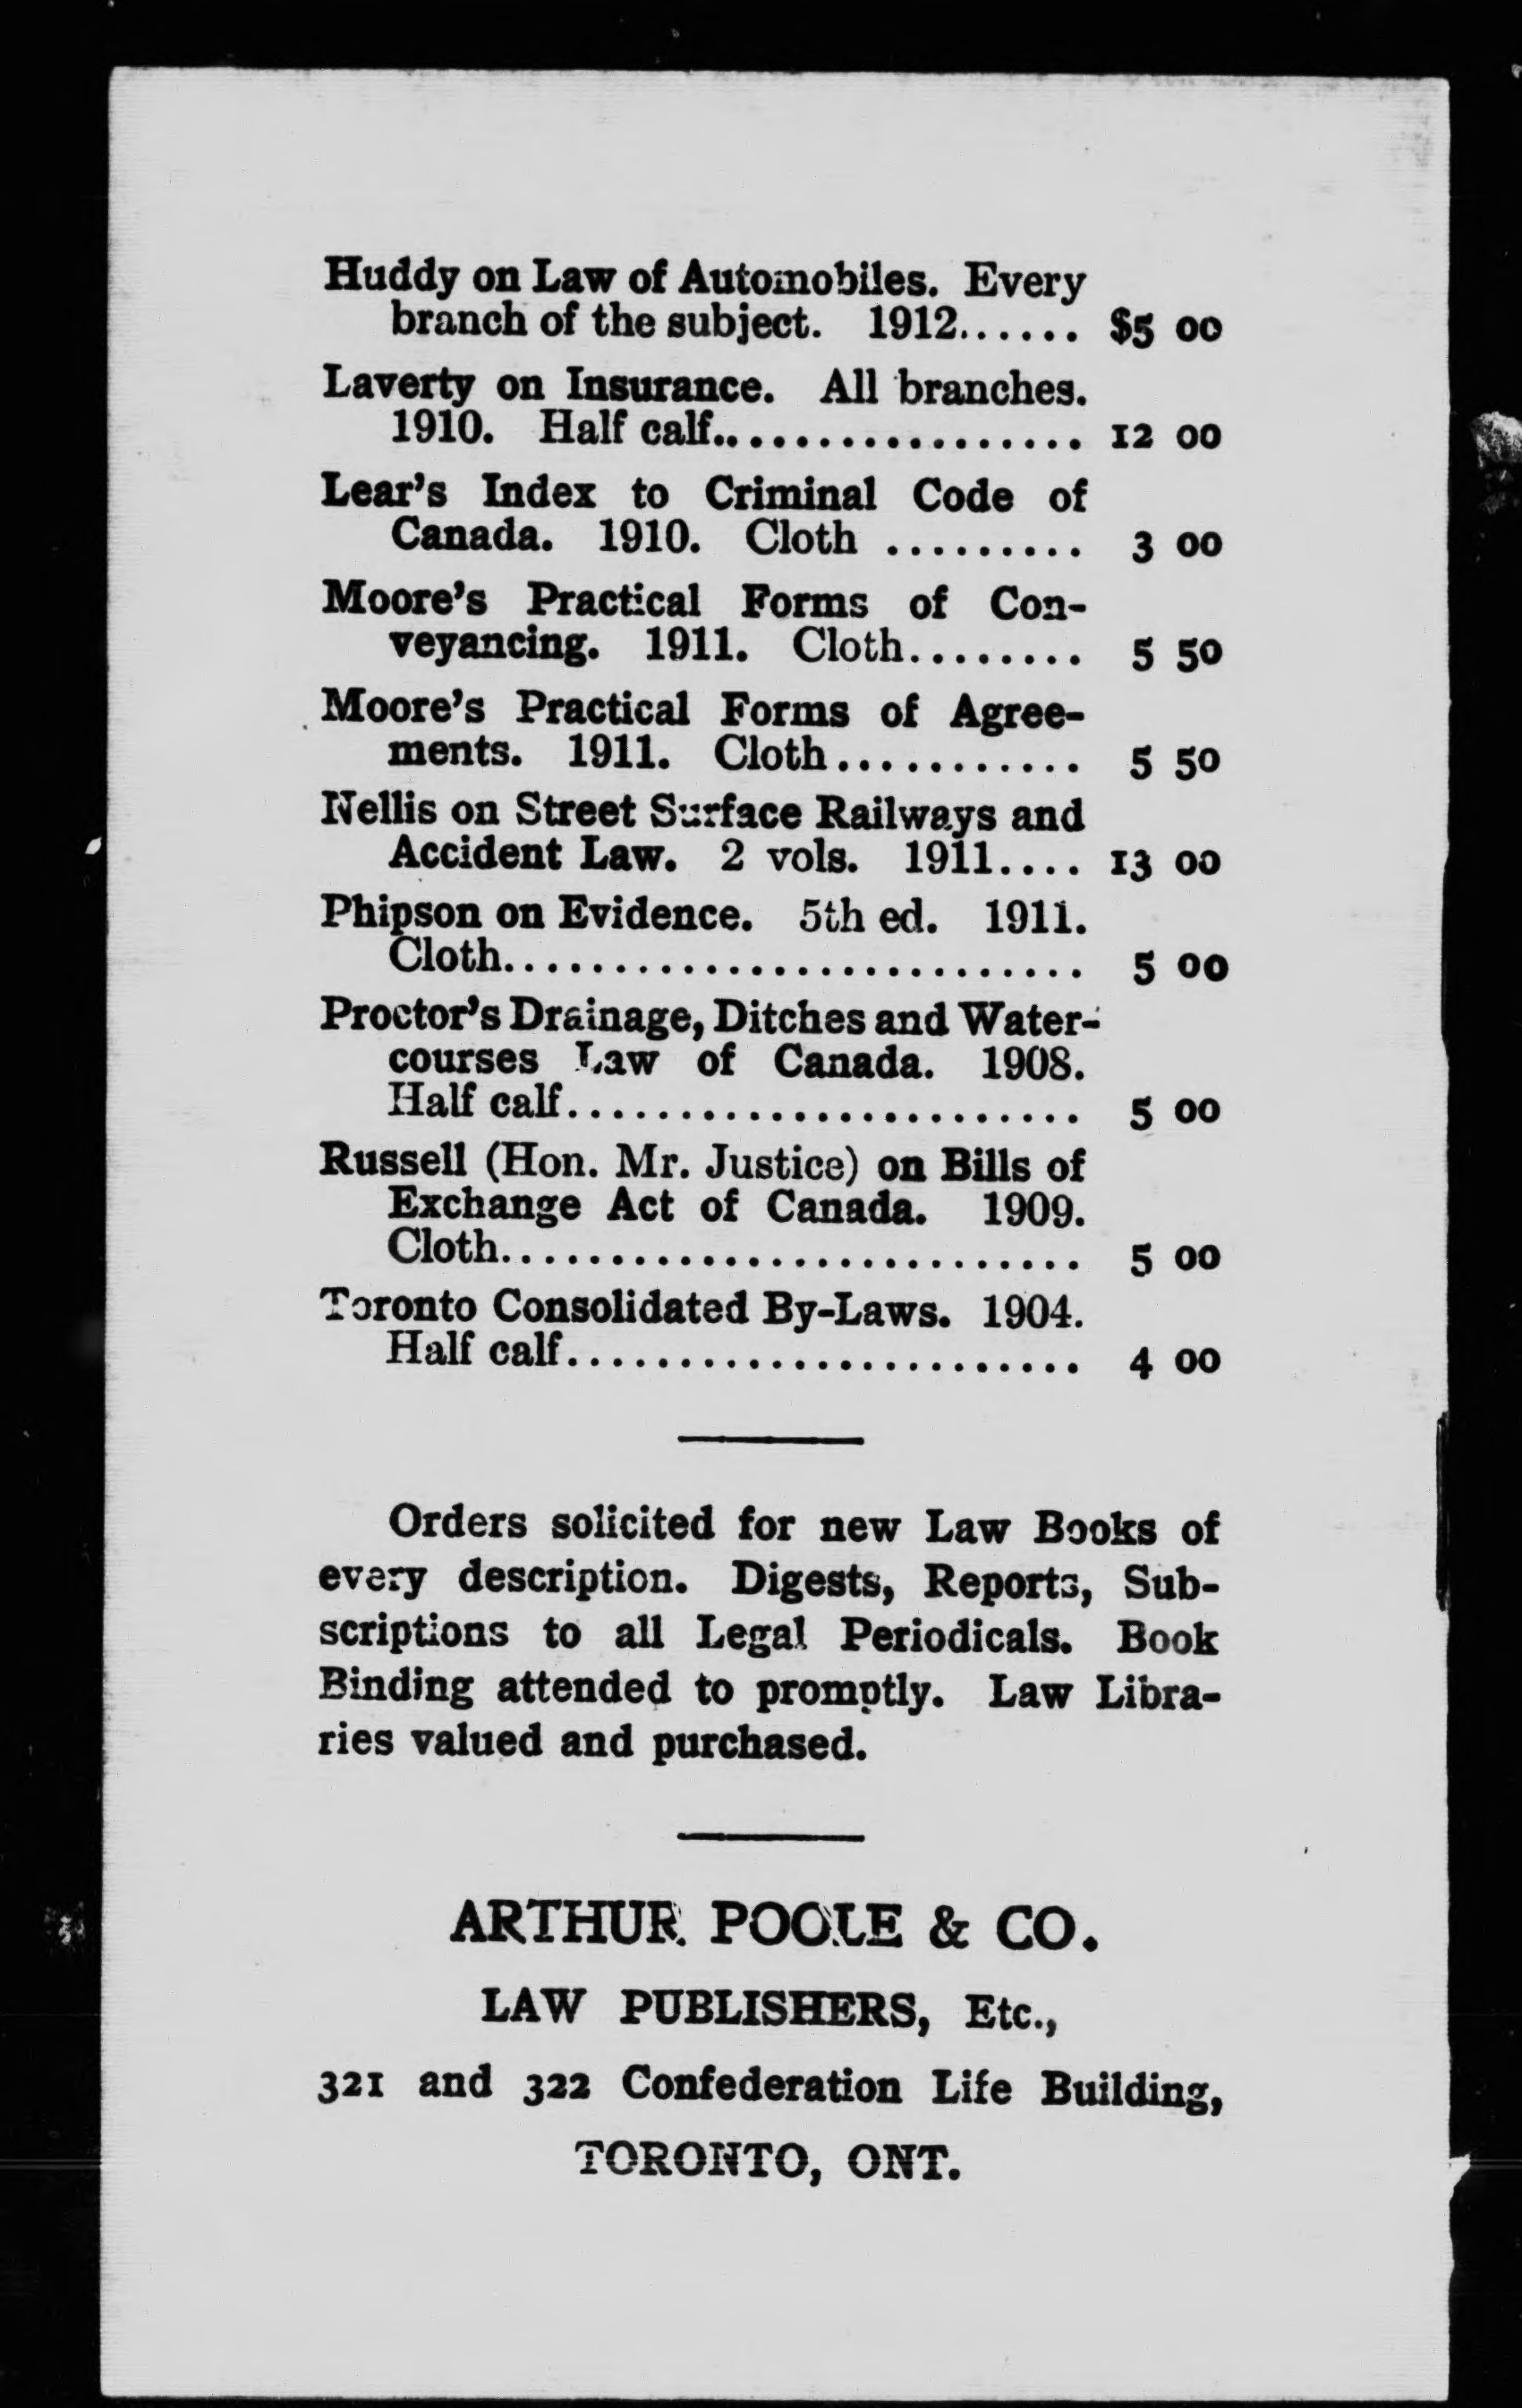 Huddy on Law of Automobiles. Every
branch of the subject. 1912...... $5 00
Laverty on Insurance. All branches.
1910. Half calf................. 12 00
Lear's Index to Criminal Code of
Canada. 1910. Cloth ......... 3 00
Moore's Practical Forms of Con-
veyancing. 1911. Cloth........ 5 50
Moore's Practical Forms of Agree-
ments. 1911. Cloth........... 5 50
Nellis on Street Surface Railways and
Accident Law. 2 vols. 1911.... 13 00
Phipson on Evidence. 5th ed. 1911.
Cloth.......................... 5 00
Proctor's Drainage, Ditches and Water-
courses Law of Canada. 1908.
Half calf....................... 5 00
Russell (Hon. Mr. Justice) on Bills of
Exchange Act of Canada. 1909.
Cloth.......................... 5 00
Toronto Consolidated By-Laws. 1904.
Half calf....................... 4 00
Orders solicited for new Law Books of
every description. Digests, Reports, Sub-
scriptions to all Legal Periodicals. Book
Binding attended to promptly. Law Libra-
ries valued and purchased.
ARTHUR POOLE & CO.
LAW PUBLISHERS, Etc.,
321 and 322 Confederation Life Building,
TORONTO, ONT.